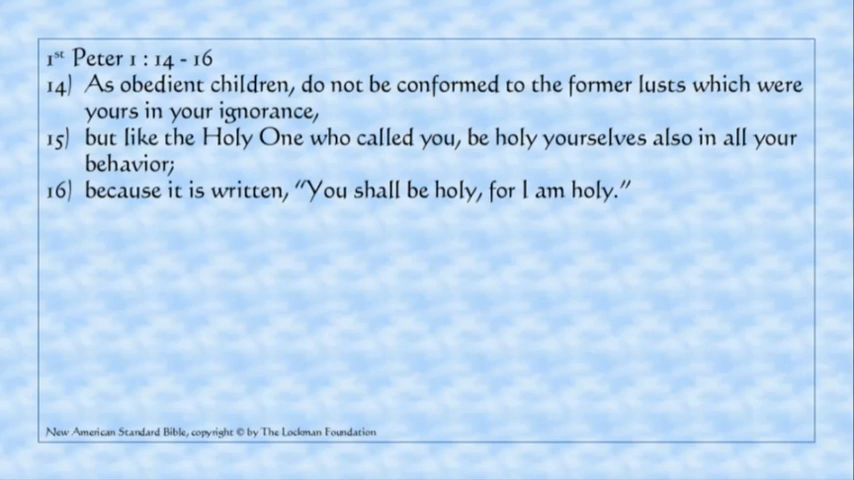 1st Peter 1 : 14 - 16
14) As obedient children, do not be conformed to the former lusts which were
yours in your ignorance,
15) but like the Holy One who called you, be holy yourselves also in all your
behavior;
16) because it is written, “You shall be holy, for I am holy.”
New American Standard Bible, copyright © by The Lockman Foundation